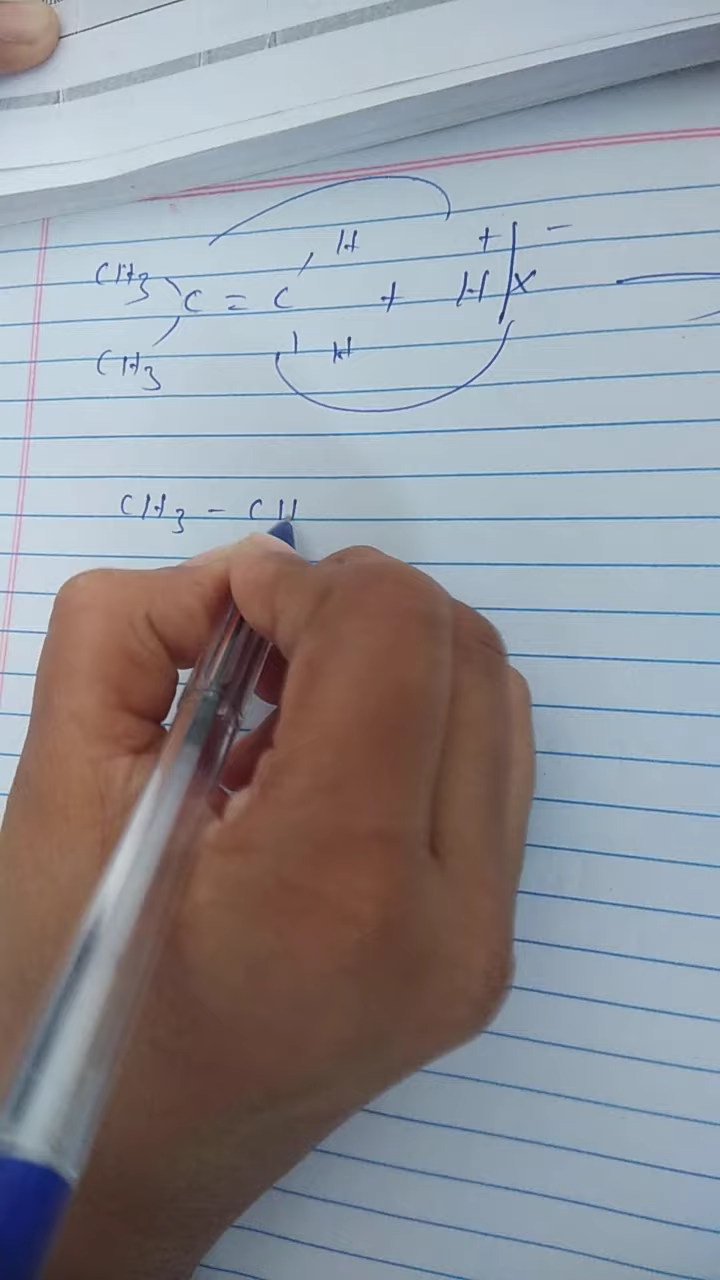 H + –
CH3 C = C + H X
CH3 H
CH3 – CH